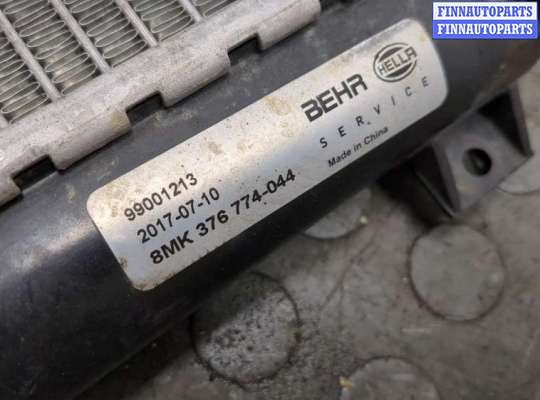 FINNAUTOPARTS
FINNAUTOPARTS
BEHR HELLA
SERVICE
Made in China
99001213
2017-07-10
8MK 376 774-044